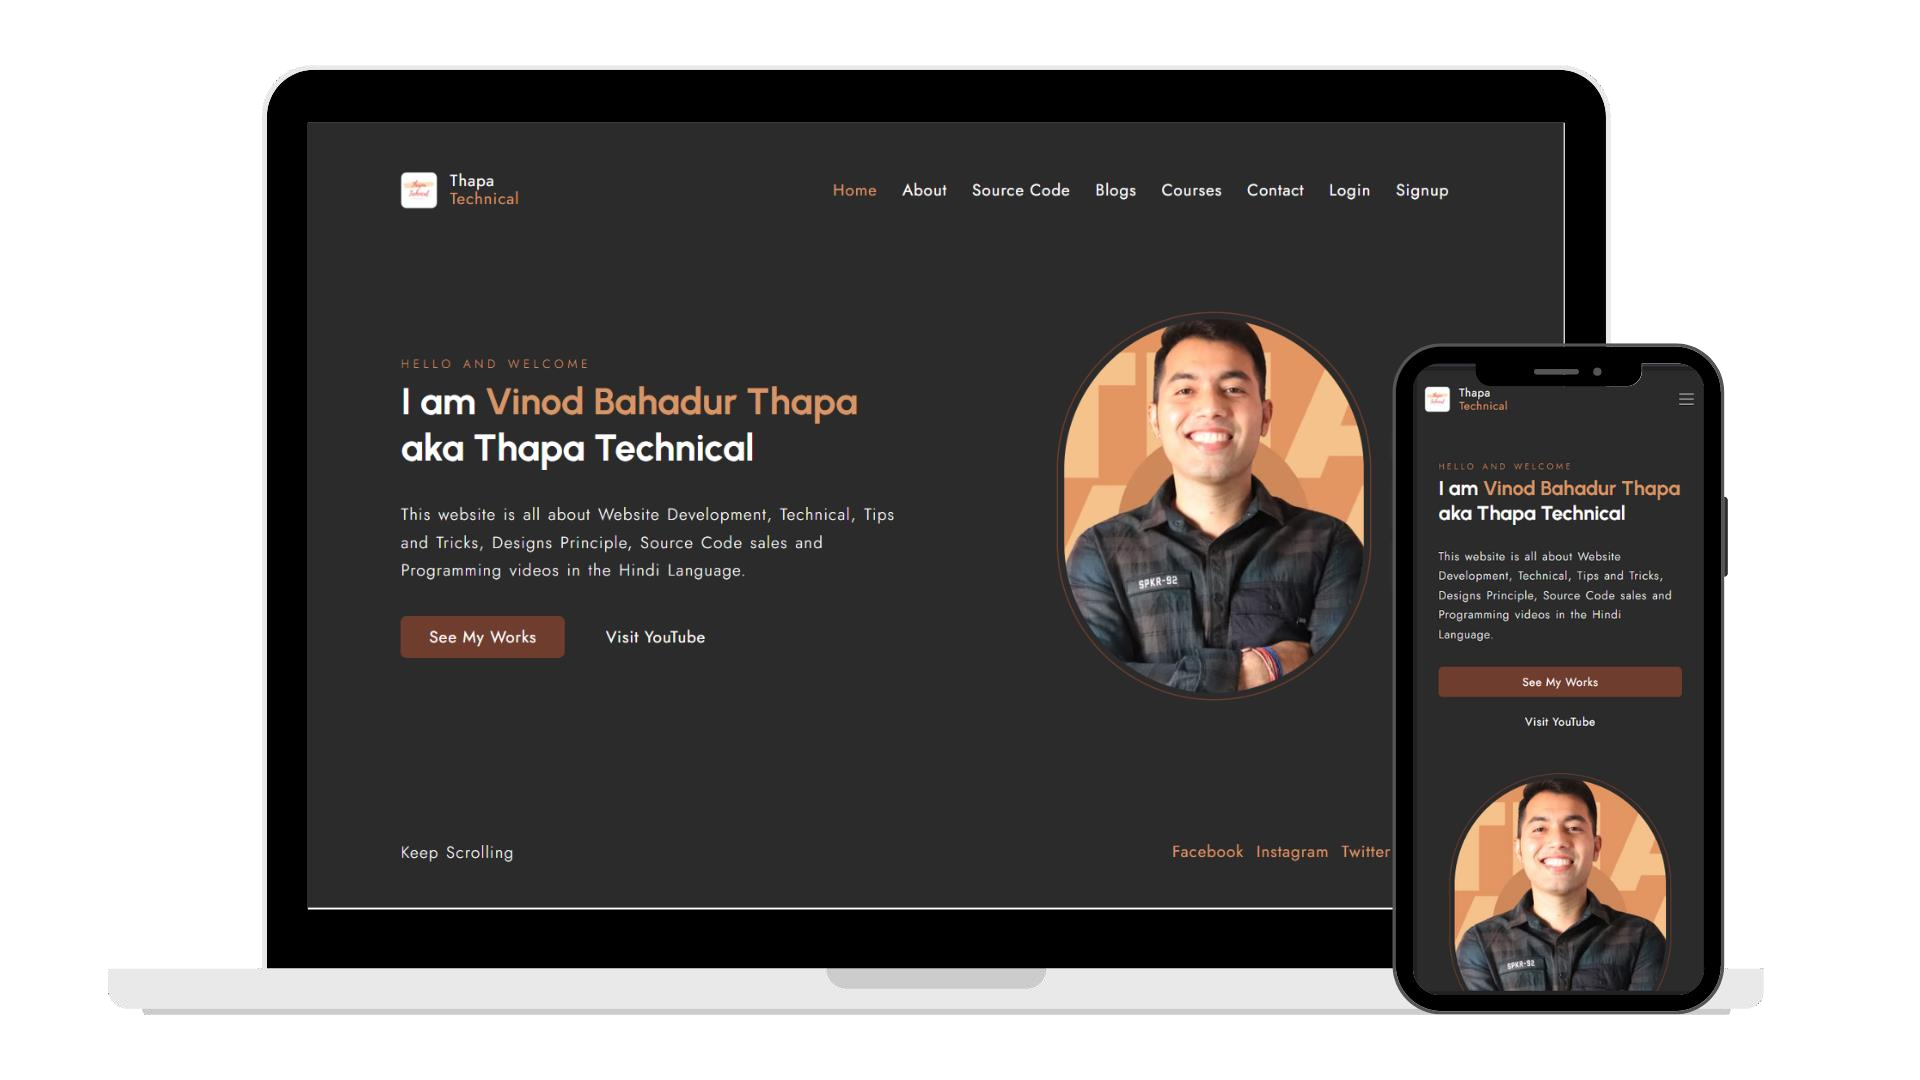 Thapa
Technical
Home About Source Code Blogs Courses Contact Login Signup
HELLO AND WELCOME
I am Vinod Bahadur Thapa
aka Thapa Technical
This website is all about Website Development, Technical, Tips
and Tricks, Designs Principle, Source Code sales and
Programming videos in the Hindi Language.
See My Works Visit YouTube
SPKR-92
Keep Scrolling
Facebook Instagram Twitter
Thapa
Technical
HELLO AND WELCOME
I am Vinod Bahadur Thapa
aka Thapa Technical
This website is all about Website
Development, Technical, Tips and Tricks,
Designs Principle, Source Code sales and
Programming videos in the Hindi
Language.
See My Works
Visit YouTube
SPKR-92